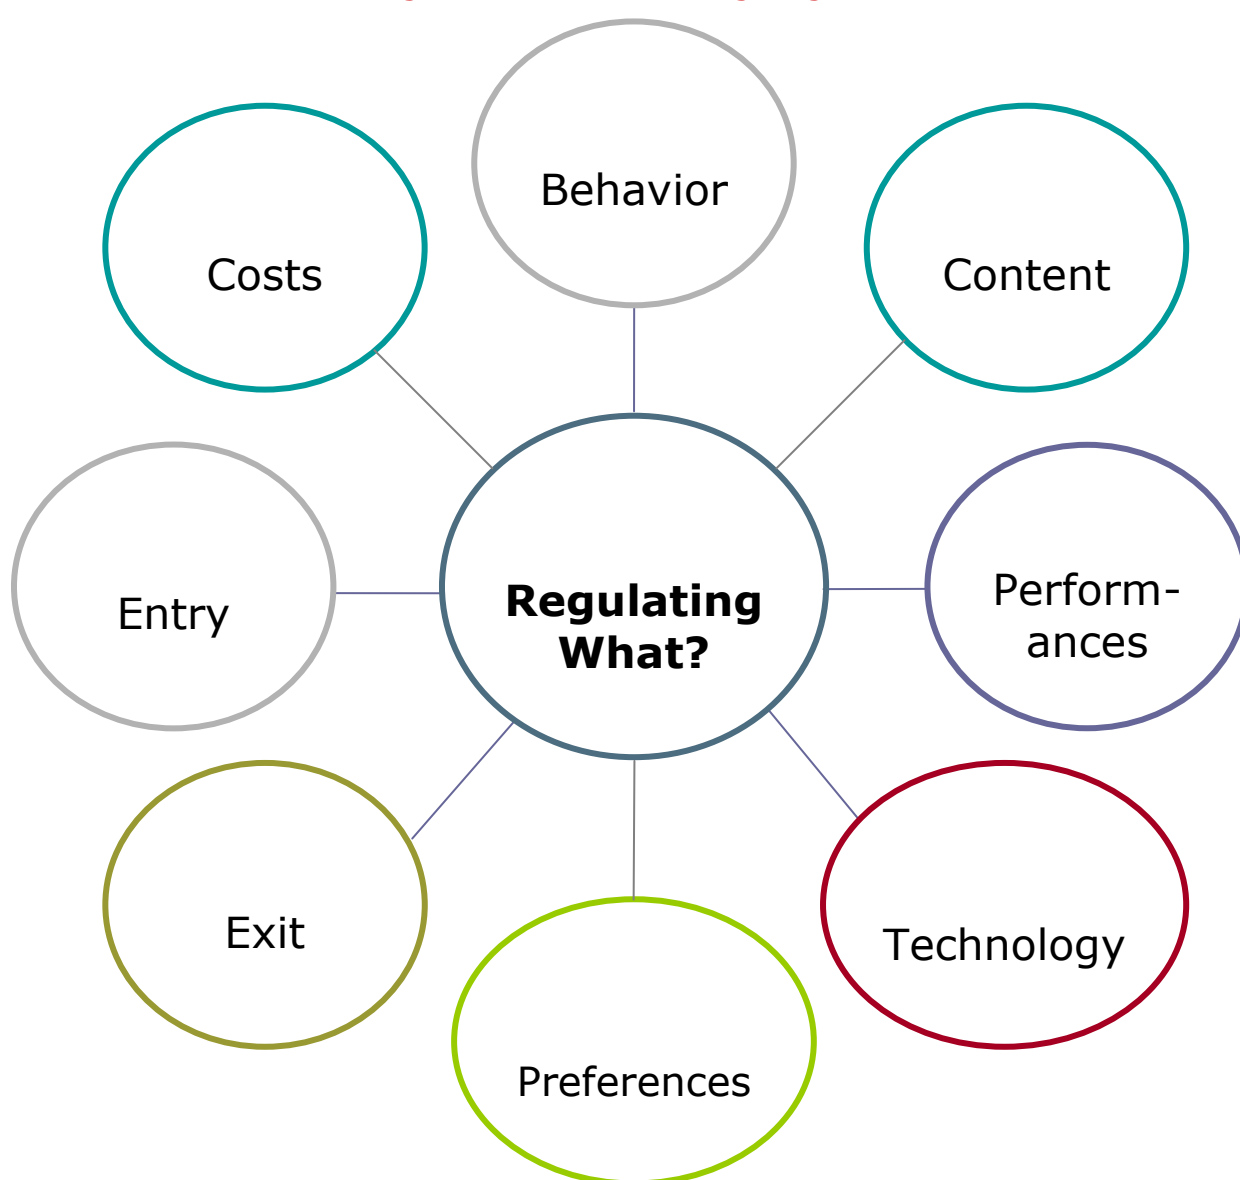 Behavior
Costs
Content
Regulating
What?
Entry
Perform-
ances
Exit
Technology
Preferences